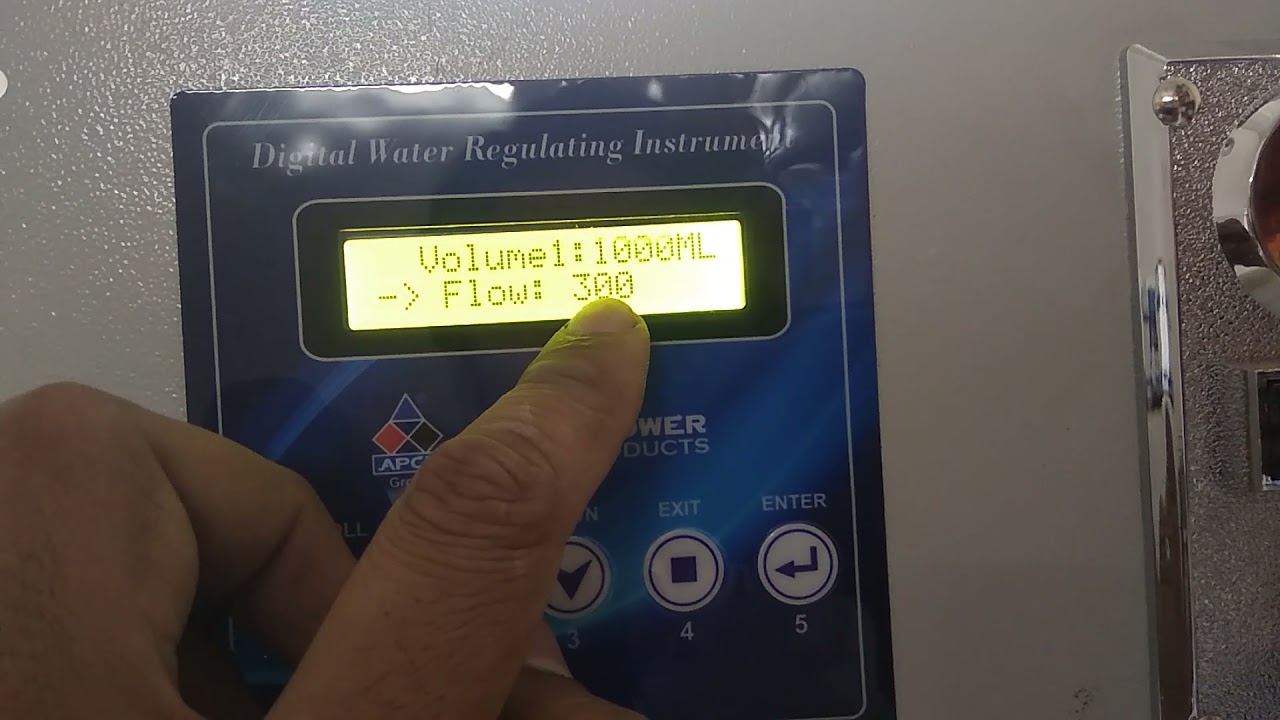 Digital Water Regulating Instrument
Volume1:1000ML
-> Flow: 300
EXIT
ENTER
3
4
5